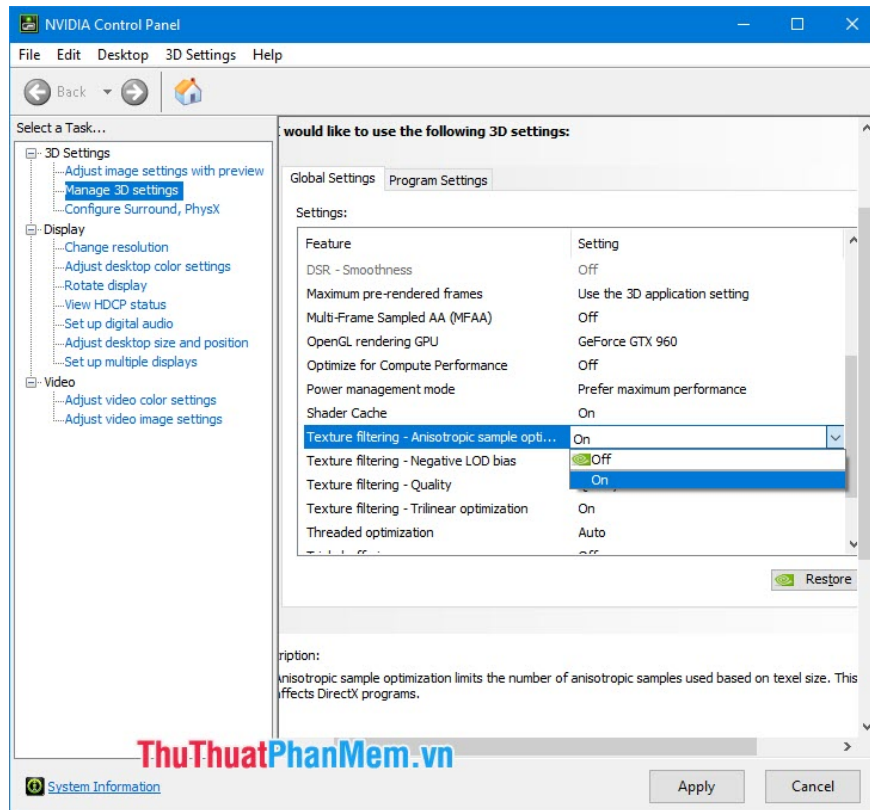 NVIDIA Control Panel
File Edit Desktop 3D Settings Help
Back
Select a Task...
3D Settings
Adjust image settings with preview
Manage 3D settings
Configure Surround, PhysX
Display
Change resolution
Adjust desktop color settings
Rotate display
View HDCP status
Set up digital audio
Adjust desktop size and position
Set up multiple displays
Video
Adjust video color settings
Adjust video image settings
would like to use the following 3D settings:
Global Settings Program Settings
Settings:
Feature Setting
DSR - Smoothness Off
Maximum pre-rendered frames Use the 3D application setting
Multi-Frame Sampled AA (MFAA) Off
OpenGL rendering GPU GeForce GTX 960
Optimize for Compute Performance Off
Power management mode Prefer maximum performance
Shader Cache On
Texture filtering - Anisotropic sample opti... On
Off
On
Texture filtering - Negative LOD bias
Texture filtering - Quality
Texture filtering - Trilinear optimization On
Threaded optimization Auto
Restore
ription:
Anisotropic sample optimization limits the number of anisotropic samples used based on texel size. This
affects DirectX programs.
ThuThuatPhanMem.vn
System Information
Apply Cancel